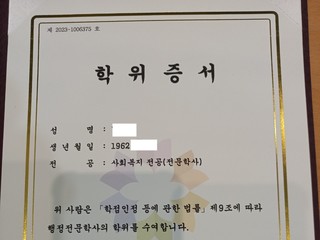 제 2023-1006375 호
학위증서
성 명 :
생년월일 : 1962
전 공 : 사회복지 전공(전문학사)
위 사람은 「학점인정 등에 관한 법률」 제9조에 따라
행정전문학사의 학위를 수여합니다.